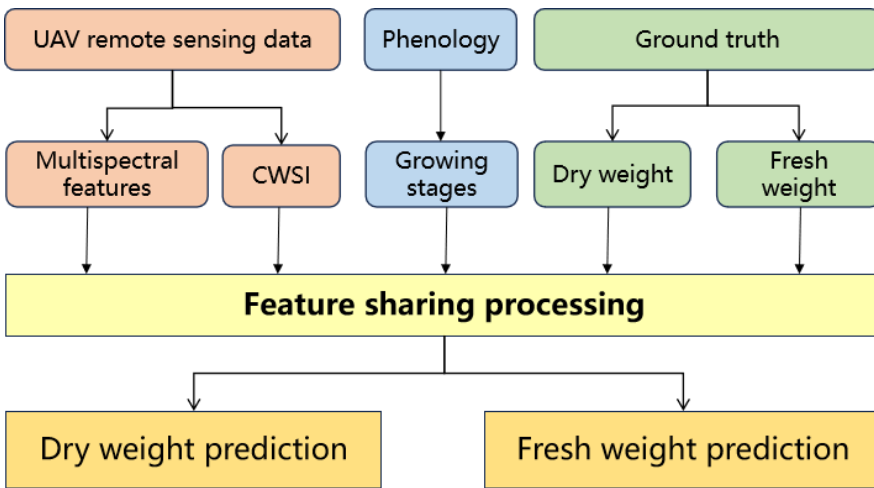 UAV remote sensing data
Phenology
Ground truth
Multispectral
features
CWSI
Growing
stages
Dry weight
Fresh
weight
Feature sharing processing
Dry weight prediction
Fresh weight prediction